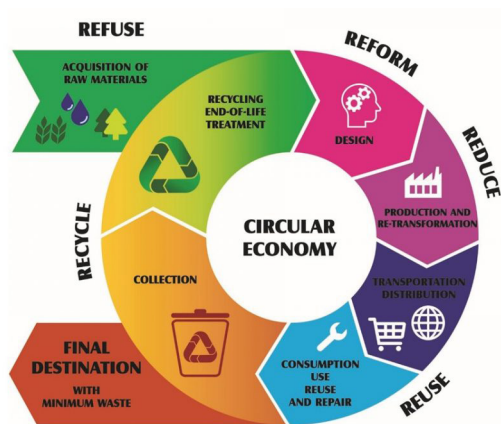 REFUSE
ACQUISITION OF
RAW MATERIALS
RECYCLING
END-OF-LIFE
TREATMENT
REFORM
DESIGN
REDUCE
PRODUCTION AND
RE-TRANSFORMATION
CIRCULAR
ECONOMY
TRANSPORTATION
DISTRIBUTION
REUSE
CONSUMPTION
USE
REUSE
AND REPAIR
COLLECTION
RECYCLE
FINAL
DESTINATION
WITH
MINIMUM WASTE